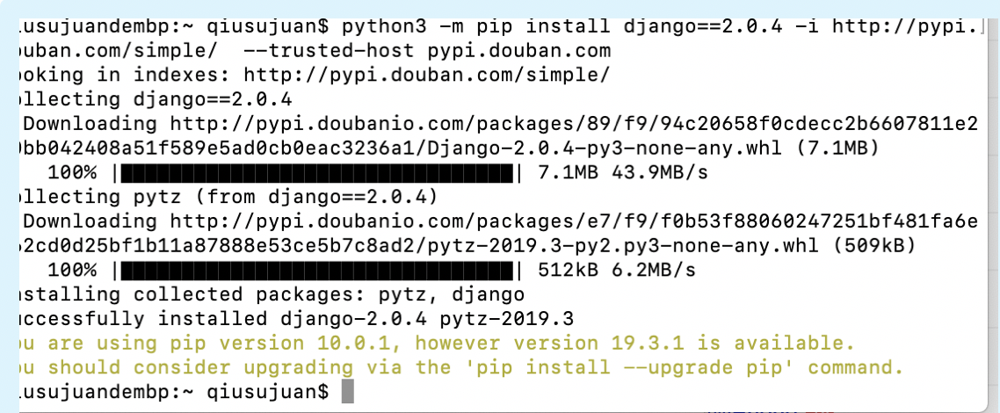 usujuandembp:~ qiusujuan$ python3 -m pip install django==2.0.4 -i http://pypi.]
ouban.com/simple/  --trusted-host pypi.douban.com
ooking in indexes: http://pypi.douban.com/simple/
ollecting django==2.0.4
Downloading http://pypi.doubanio.com/packages/89/f9/94c20658f0cdecc2b6607811e2
0bb042408a51f589e5ad0cb0eac3236a1/Django-2.0.4-py3-none-any.whl (7.1MB)
100% |████████████████████████████████| 7.1MB 43.9MB/s
ollecting pytz (from django==2.0.4)
Downloading http://pypi.doubanio.com/packages/e7/f9/f0b53f88060247251bf481fa6e
2cd0d25bf1b11a87888e53ce5b7c8ad2/pytz-2019.3-py2.py3-none-any.whl (509kB)
100% |████████████████████████████████| 512kB 6.2MB/s
nstalling collected packages: pytz, django
uccessfully installed django-2.0.4 pytz-2019.3
ou are using pip version 10.0.1, however version 19.3.1 is available.
ou should consider upgrading via the 'pip install --upgrade pip' command.
usujuandembp:~ qiusujuan$